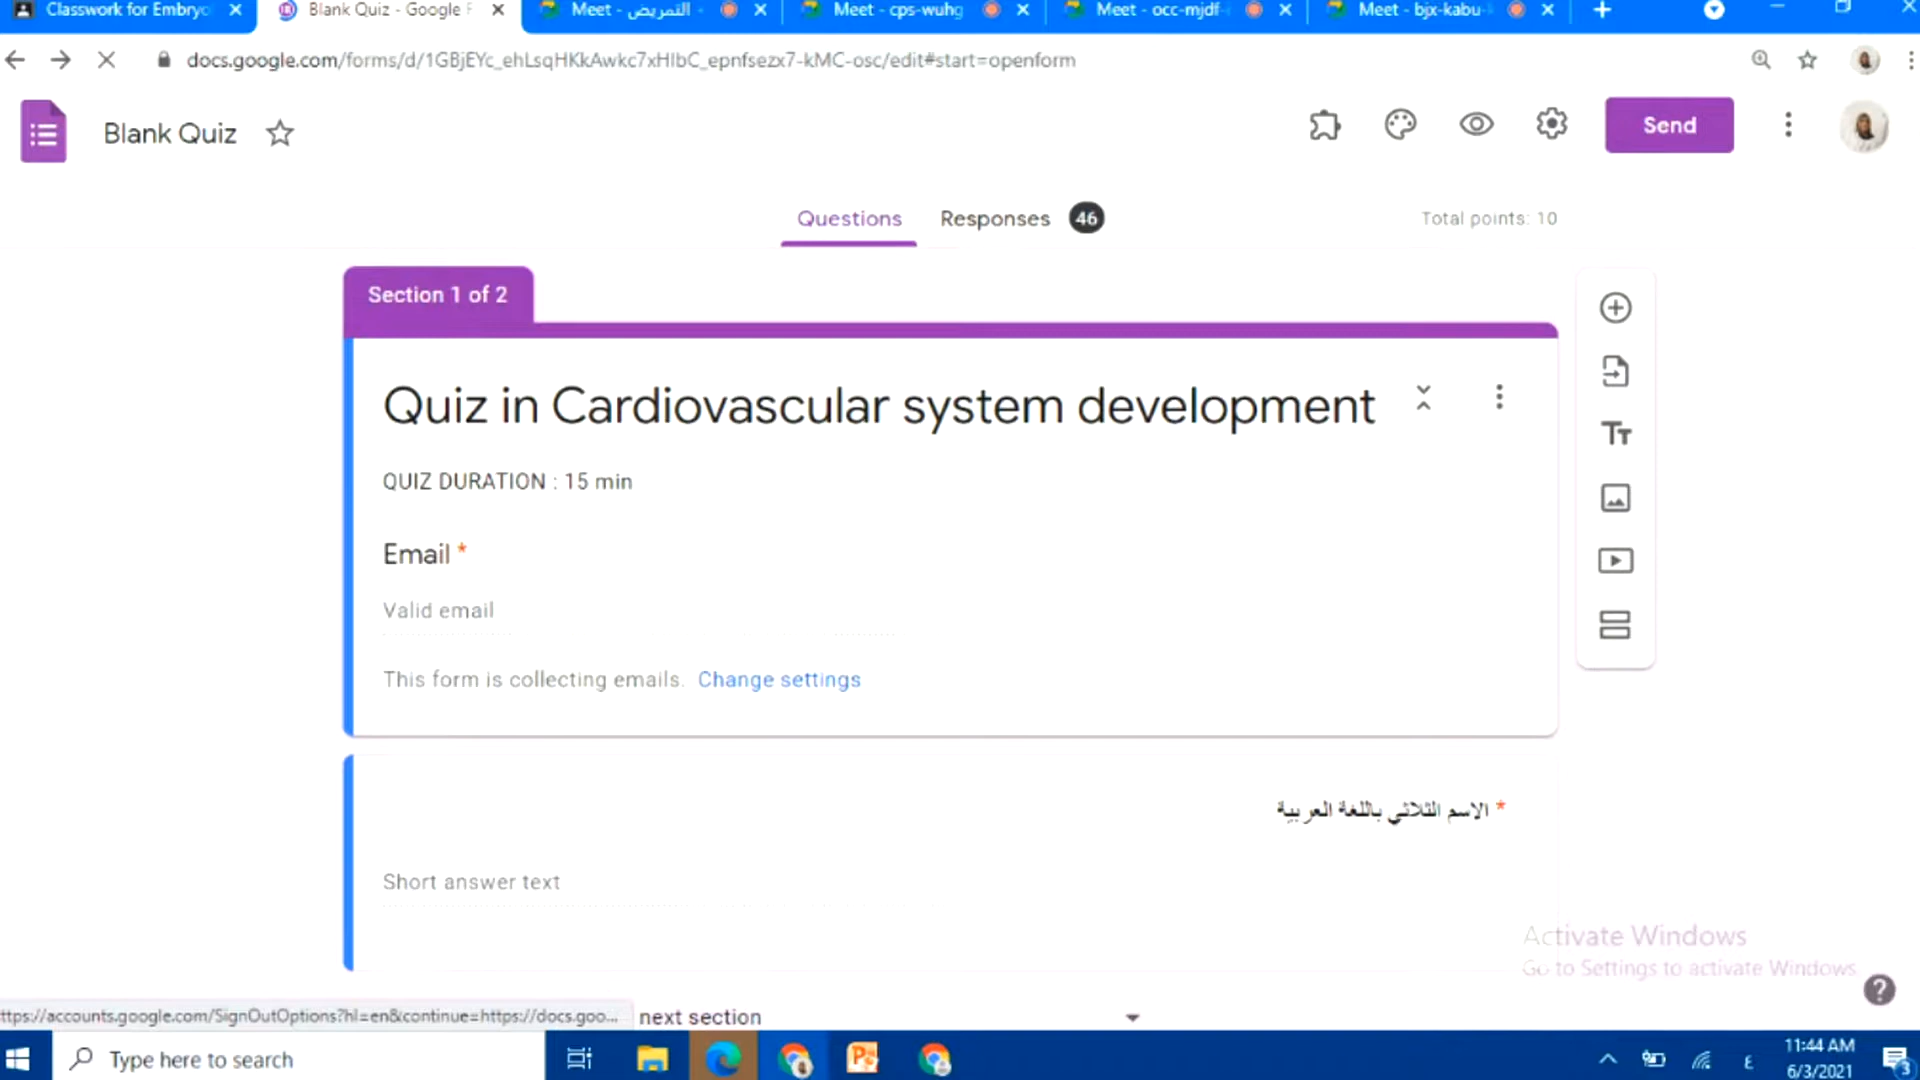 Classwork for Embryo
Blank Quiz - Google F
Meet - التمريض -
Meet - cps-wuhg
Meet - occ-mjdf-
Meet - bjx-kabu-
docs.google.com/forms/d/1GBjEYc_ehLsqHKkAwkc7xHIbC_epnfsezx7-kMC-osc/edit#start=openform
Blank Quiz
Send
Questions
Responses 46
Total points: 10
Section 1 of 2
Quiz in Cardiovascular system development
QUIZ DURATION : 15 min
Email *
Valid email
This form is collecting emails. Change settings
الاسم الثلاثي باللغة العربية *
Short answer text
Activate Windows
Go to Settings to activate Windows.
ttps://accounts.google.com/SignOutOptions?hl=en&continue=https://docs.goo...
next section
Type here to search
ع
11:44 AM
6/3/2021
3